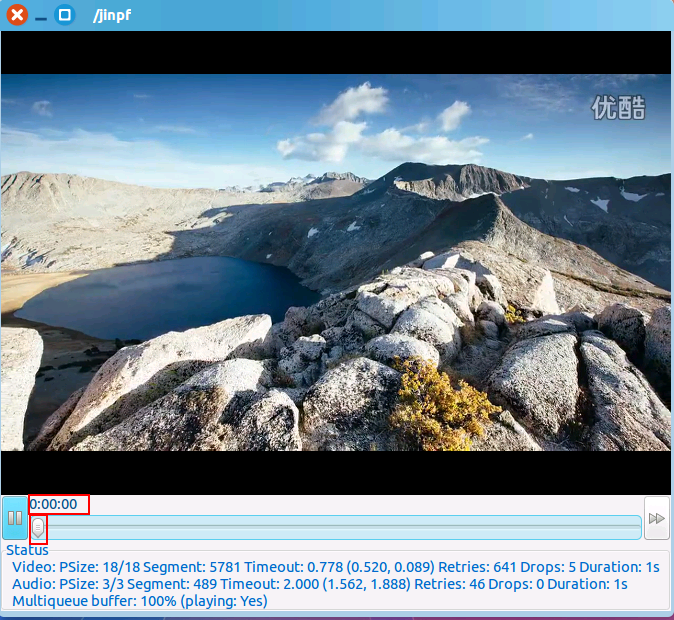 /jinpf
优酷
0:00:00
Status
Video: PSize: 18/18 Segment: 5781 Timeout: 0.778 (0.520, 0.089) Retries: 641 Drops: 5 Duration: 1s
Audio: PSize: 3/3 Segment: 489 Timeout: 2.000 (1.562, 1.888) Retries: 46 Drops: 0 Duration: 1s
Multiqueue buffer: 100% (playing: Yes)